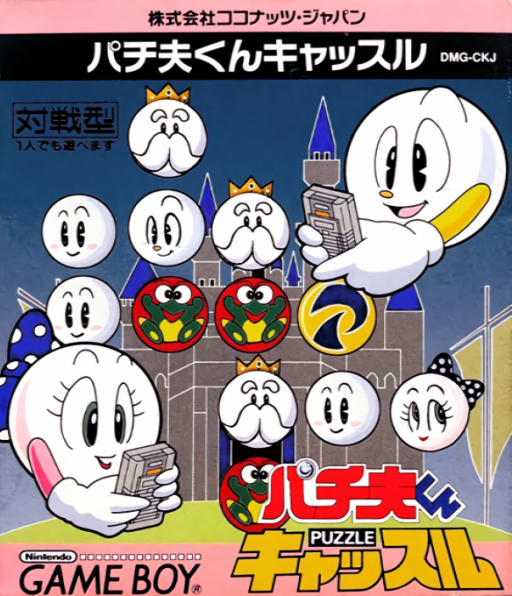 株式会社ココナッツ・ジャパン
パチ夫くんキャッスル DMG-CKJ
対戦型
1人でも遊べます
パチ夫くん
PUZZLE
キャッスル
Nintendo
GAME BOY®